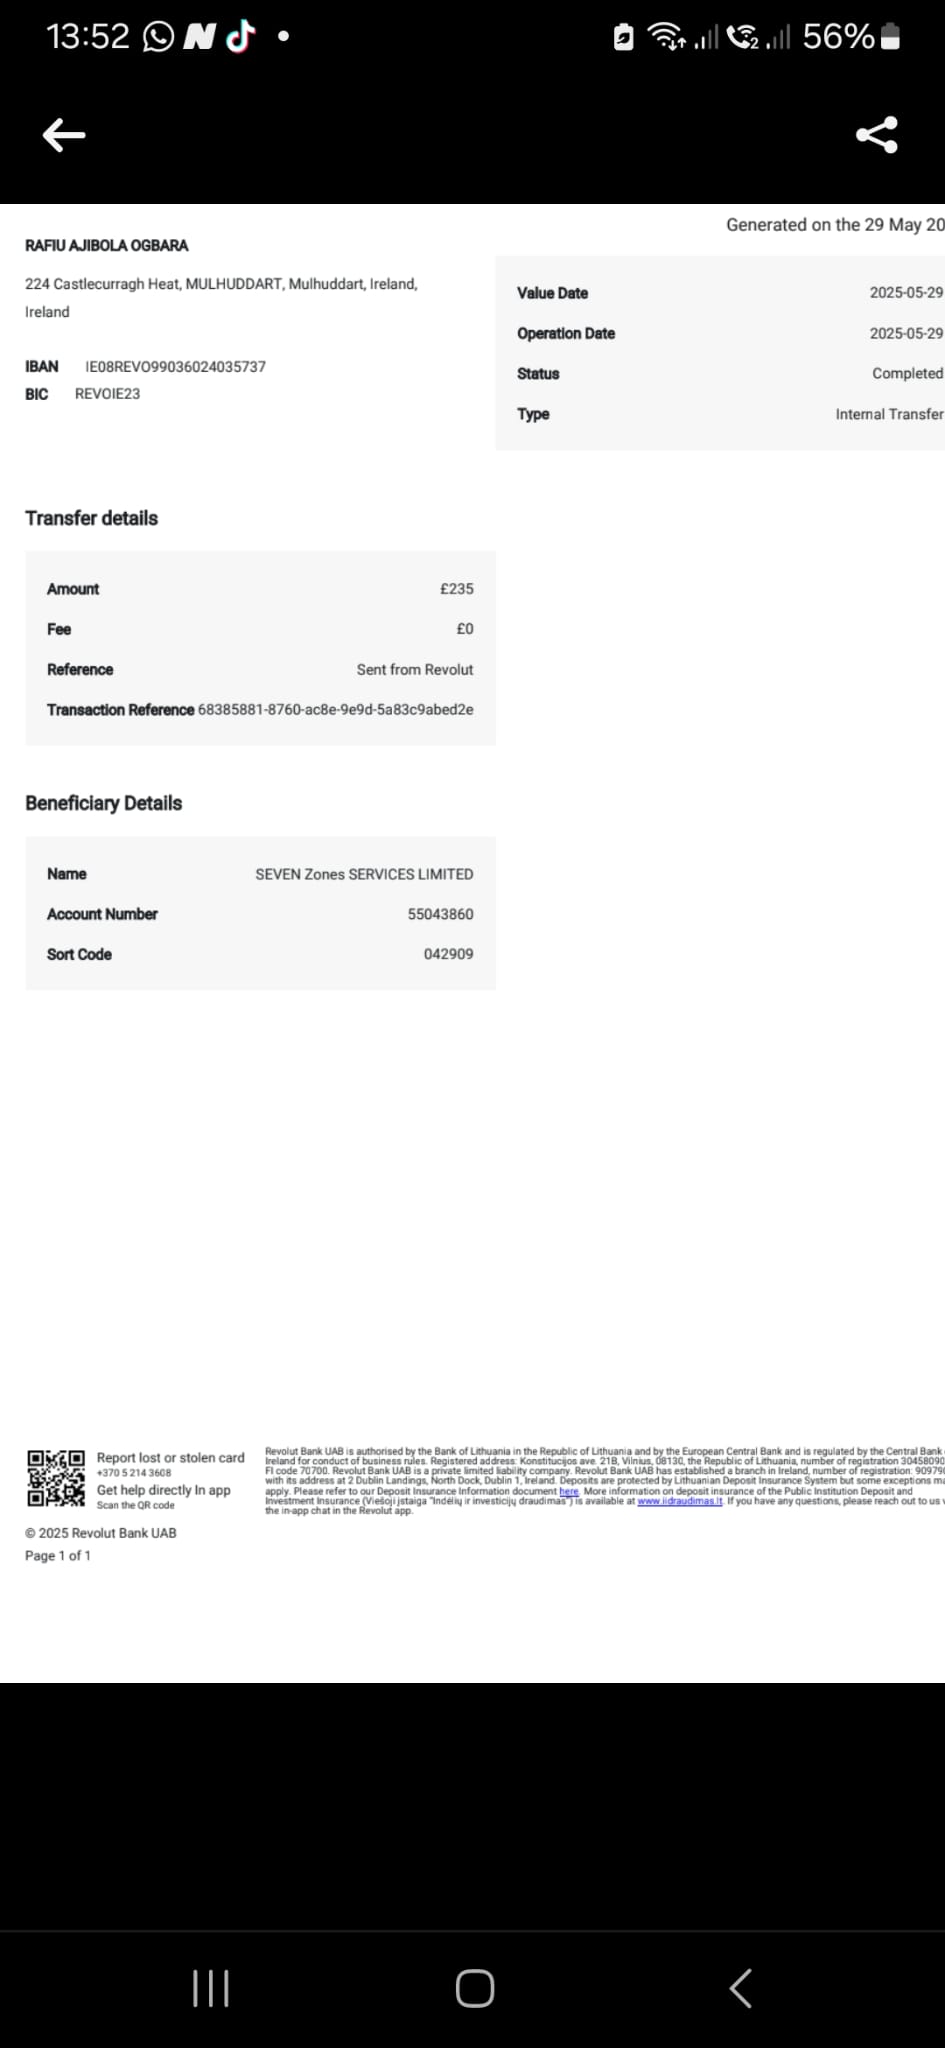 13:52
56%
Generated on the 29 May 20
RAFIU AJIBOLA OGBARA
224 Castlecurragh Heat, MULHUDDART, Mulhuddart, Ireland,
Ireland
IBAN IE08REVO99036024035737
BIC REVOIE23
Value Date 2025-05-29
Operation Date 2025-05-29
Status Completed
Type Internal Transfer
Transfer details
Amount £235
Fee £0
Reference Sent from Revolut
Transaction Reference 68385881-8760-ac8e-9e9d-5a83c9abed2e
Beneficiary Details
Name SEVEN Zones SERVICES LIMITED
Account Number 55043860
Sort Code 042909
Report lost or stolen card
+370 5 214 3608
Get help directly In app
Scan the QR code
© 2025 Revolut Bank UAB
Page 1 of 1
Revolut Bank UAB is authorised by the Bank of Lithuania in the Republic of Lithuania and by the European Central Bank and is regulated by the Central Bank
Ireland for conduct of business rules. Registered address: Konstitucijos ave. 21B, Vilnius, 08130, the Republic of Lithuania, number of registration 30458090
FI code 70700. Revolut Bank UAB is a private limited liability company. Revolut Bank UAB has established a branch in Ireland, number of registration: 90979
with its address at 2 Dublin Landings, North Dock, Dublin 1, Ireland. Deposits are protected by Lithuanian Deposit Insurance System but some exceptions ma
apply. Please refer to our Deposit Insurance Information document here. More information on deposit insurance of the Public Institution Deposit and
Investment Insurance (Viešoji įstaiga "Indėlių ir investicijų draudimas") is available at www.iidraudimas.lt. If you have any questions, please reach out to us
the in-app chat in the Revolut app.